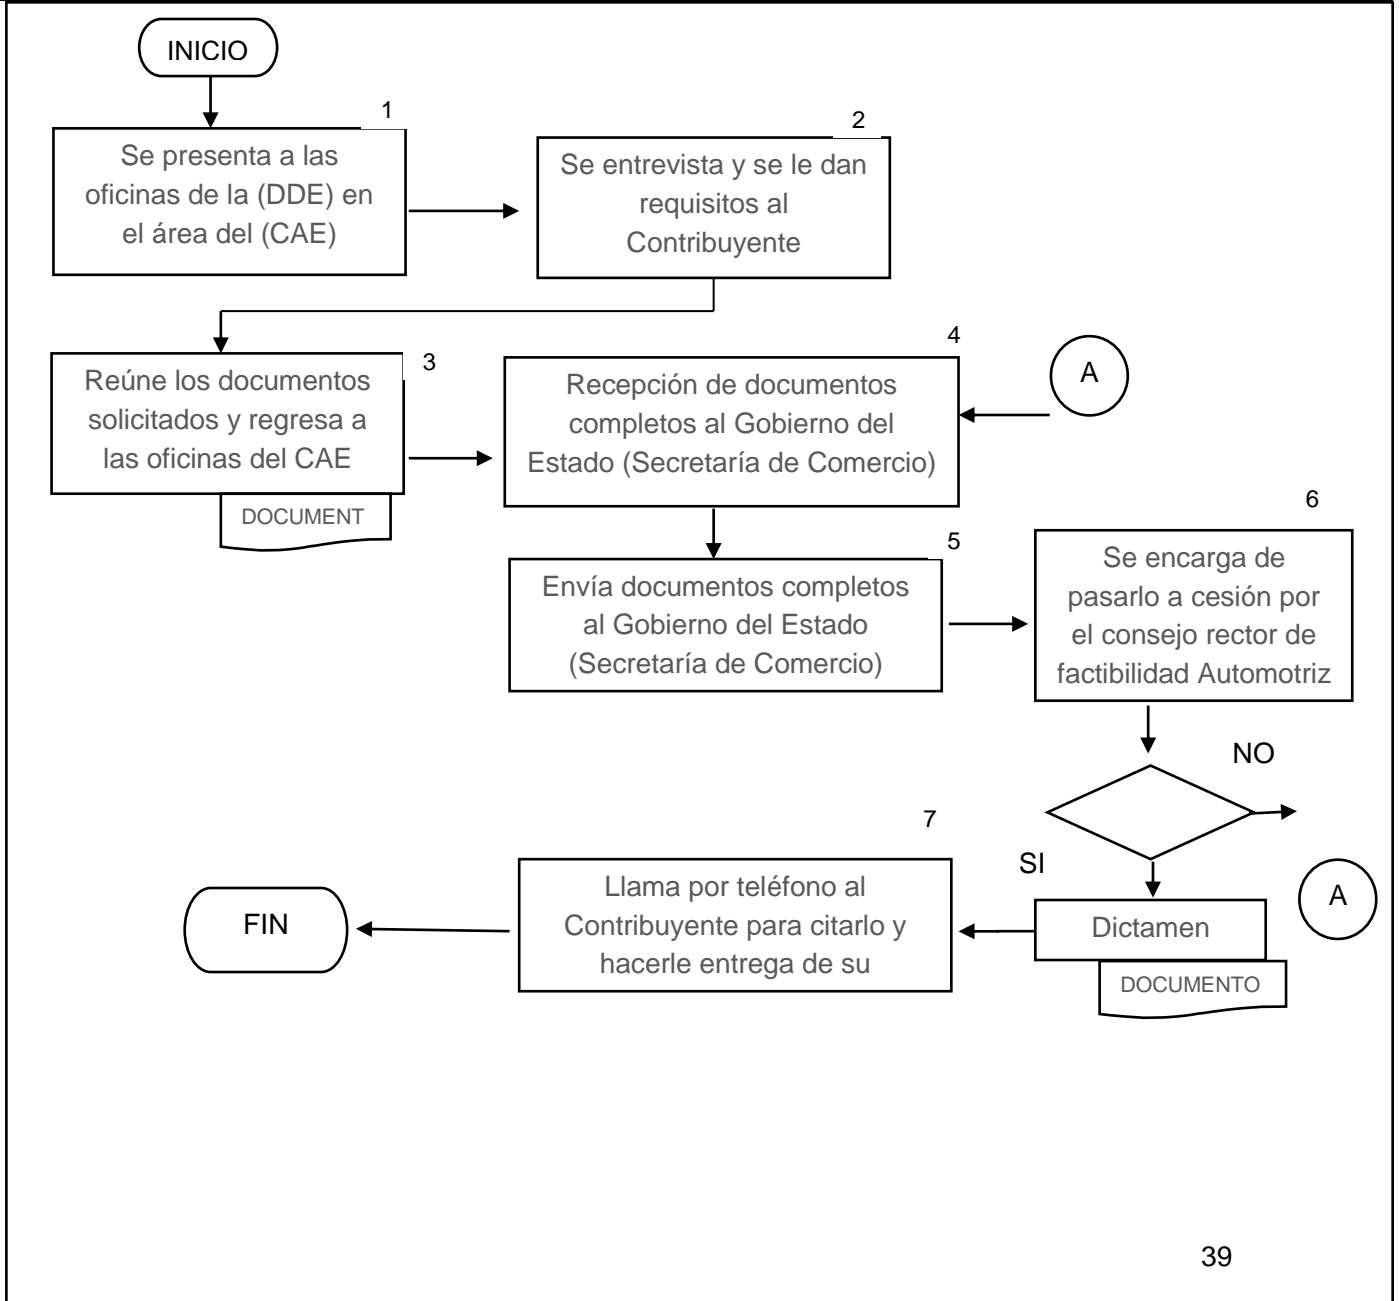 INICIO
1
Se presenta a las
oficinas de la (DDE) en
el área del (CAE)
2
Se entrevista y se le dan
requisitos al
Contribuyente
3
Reúne los documentos
solicitados y regresa a
las oficinas del CAE
DOCUMENT
4
Recepción de documentos
completos al Gobierno del
Estado (Secretaría de Comercio)
A
5
Envía documentos completos
al Gobierno del Estado
(Secretaría de Comercio)
6
Se encarga de
pasarlo a cesión por
el consejo rector de
factibilidad Automotriz
NO
SI
A
Dictamen
DOCUMENTO
7
Llama por teléfono al
Contribuyente para citarlo y
hacerle entrega de su
FIN
39